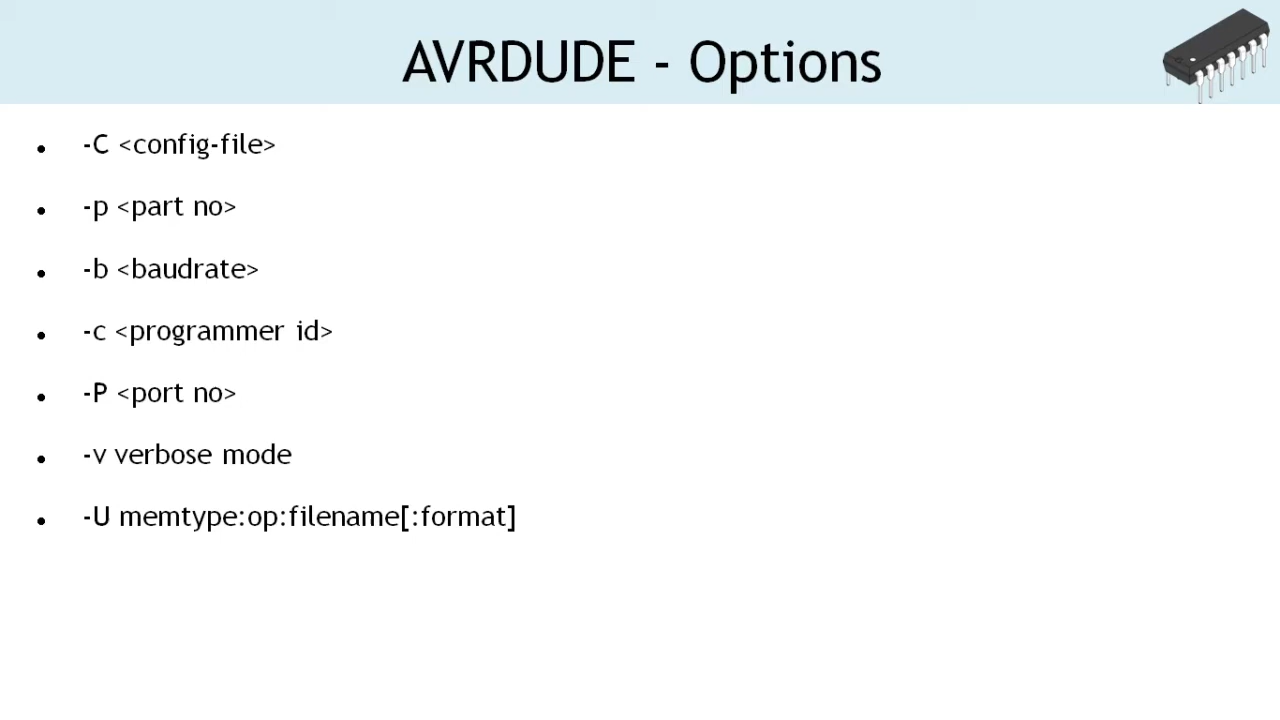 AVRDUDE - Options
• -C <config-file>
• -p <part no>
• -b <baudrate>
• -c <programmer id>
• -P <port no>
• -v verbose mode
• -U memtype:op:filename[:format]